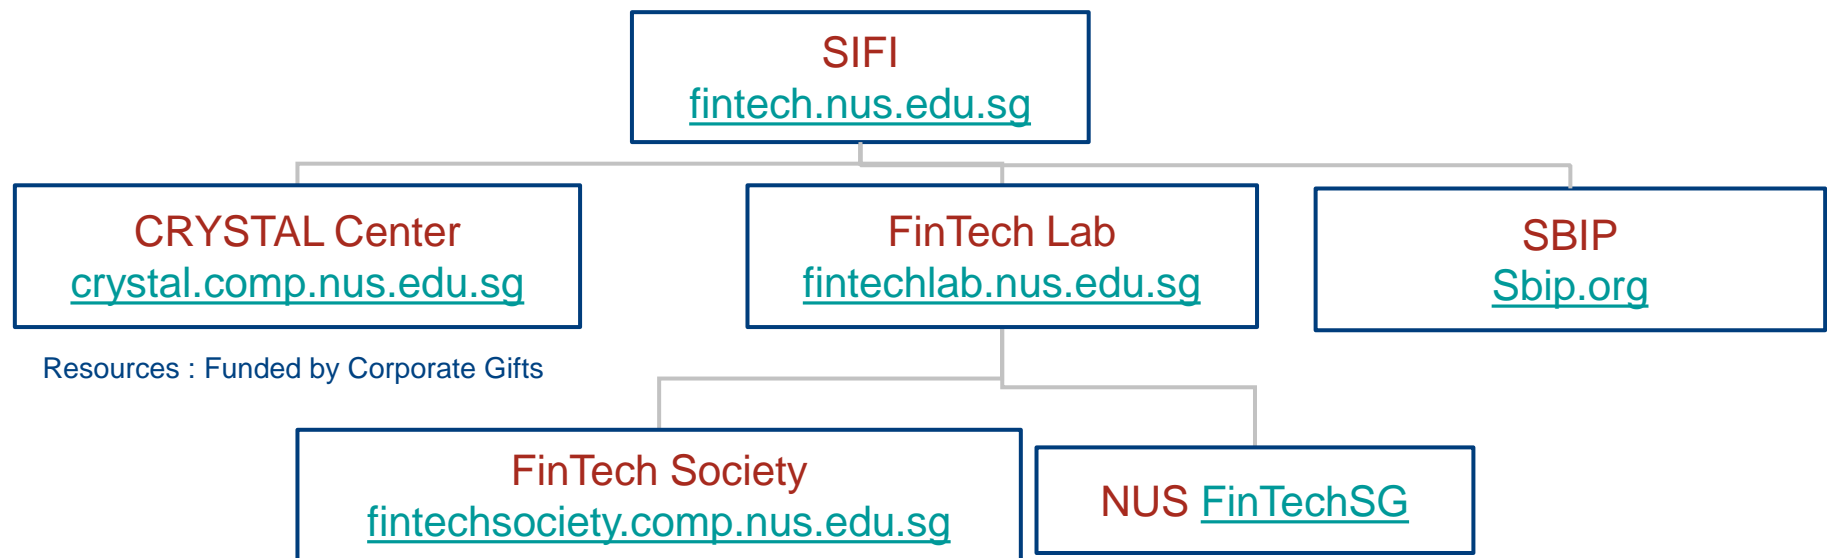 SIFI
fintech.nus.edu.sg
CRYSTAL Center
crystal.comp.nus.edu.sg
FinTech Lab
fintechlab.nus.edu.sg
SBIP
Sbip.org
Resources : Funded by Corporate Gifts
FinTech Society
fintechsociety.comp.nus.edu.sg
NUS FinTechSG